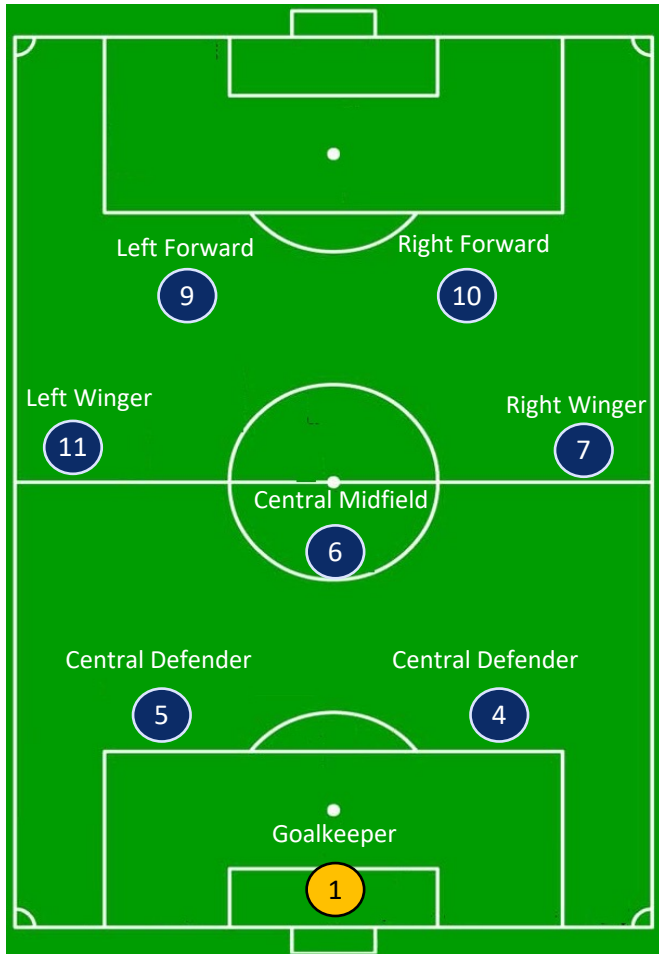 Left Forward
Right Forward
9
10
Left Winger
Right Winger
11
7
Central Midfield
6
Central Defender
Central Defender
5
4
Goalkeeper
1